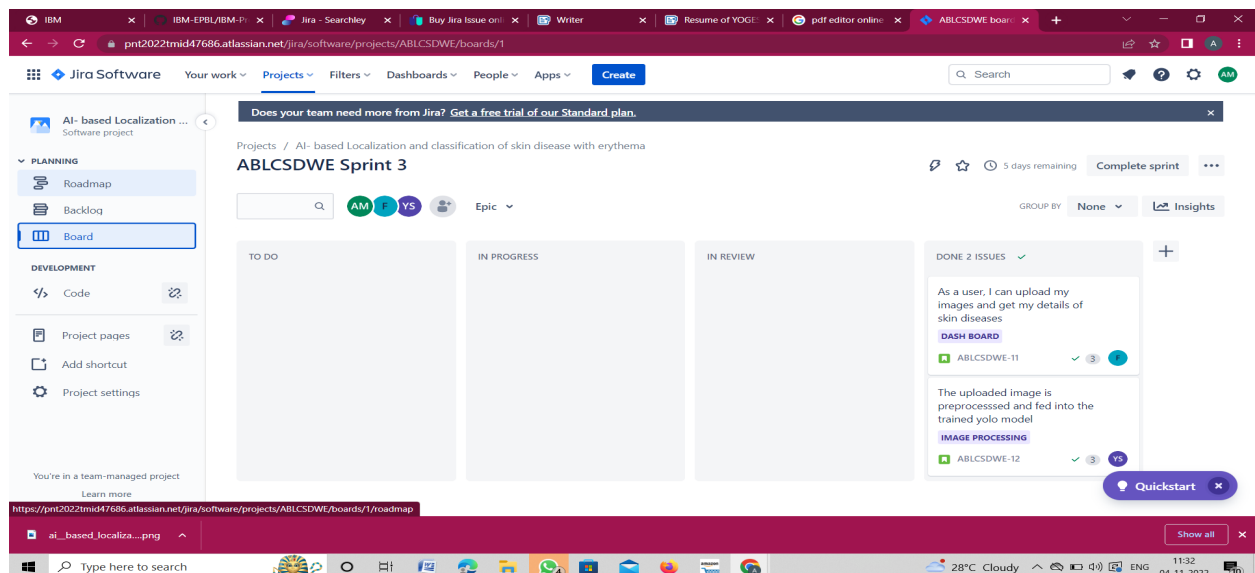 IBM
IBM-EPBL/IBM-Pr
Jira - Searchley
Buy Jira Issue onli
Writer
Resume of YOGES
pdf editor online
ABLCSDWE board
pnt2022tmid47686.atlassian.net/jira/software/projects/ABLCSDWE/boards/1
A
Jira Software
Your work
Projects
Filters
Dashboards
People
Apps
Create
Search
AM
AI- based Localization ...
Software project
Does your team need more from Jira? Get a free trial of our Standard plan.
PLANNING
Roadmap
Backlog
Board
DEVELOPMENT
Code
Project pages
Add shortcut
Project settings
You're in a team-managed project
Learn more
Projects / AI- based Localization and classification of skin disease with erythema
ABLCSDWE Sprint 3
5 days remaining
Complete sprint
AM F YS
Epic
GROUP BY None
Insights
TO DO
IN PROGRESS
IN REVIEW
DONE 2 ISSUES
As a user, I can upload my
images and get my details of
skin diseases
DASH BOARD
ABLCSDWE-11 3 F
The uploaded image is
preprocesssed and fed into the
trained yolo model
IMAGE PROCESSING
ABLCSDWE-12 3 YS
Quickstart
https://pnt2022tmid47686.atlassian.net/jira/software/projects/ABLCSDWE/boards/1/roadmap
ai__based_localiza....png
Show all
Type here to search
28°C Cloudy
ENG
11:32
04-11-2022